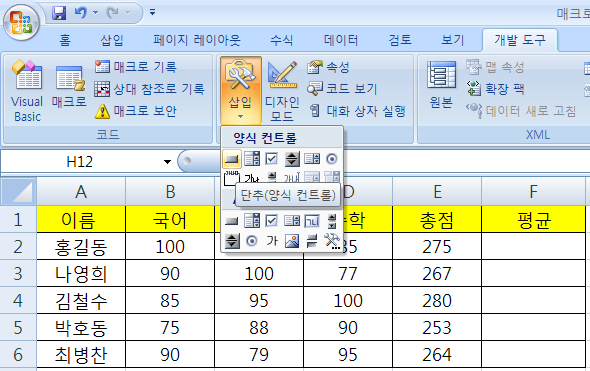 매크로
홈 삽입 페이지 레이아웃 수식 데이터 검토 보기 개발 도구
Visual Basic
매크로
매크로 기록
상대 참조로 기록
매크로 보안
코드
삽입
디자인 모드
속성
코드 보기
대화 상자 실행
원본
맵 속성
확장 팩
데이터 새로 고침
XML
양식 컨트롤
단추(양식 컨트롤)
H12
A B C D E F
1 이름 국어 수학 총점 평균
2 홍길동 100 85 275
3 나영희 90 100 77 267
4 김철수 85 95 100 280
5 박호동 75 88 90 253
6 최병찬 90 79 95 264